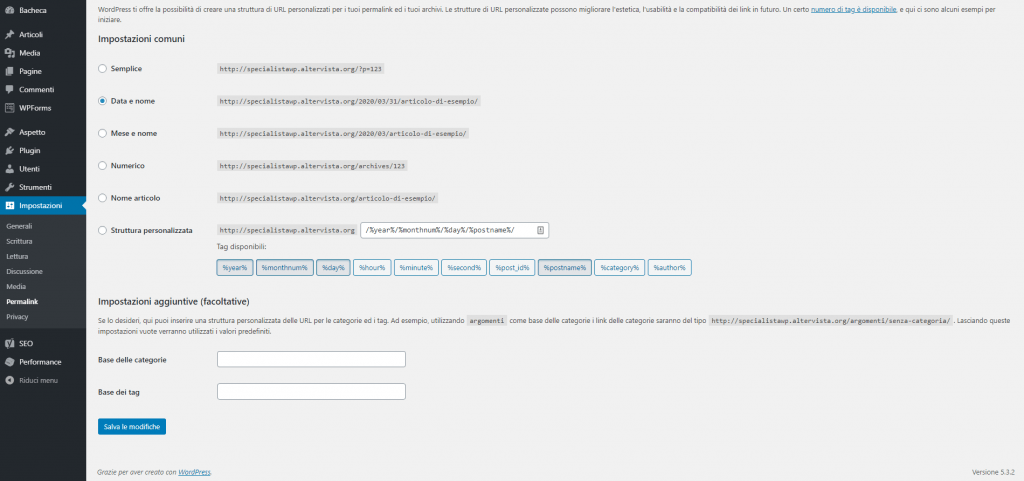 Bacheca
Articoli
Media
Pagine
Commenti
WPForms
Aspetto
Plugin
Utenti
Strumenti
Impostazioni
Generali
Scrittura
Lettura
Discussione
Media
Permalink
Privacy
SEO
Performance
Riduci menu
WordPress ti offre la possibilità di creare una struttura di URL personalizzati per i tuoi permalink ed i tuoi archivi. Le strutture di URL personalizzate possono migliorare l'estetica, l'usabilità e la compatibilità dei link in futuro. Un certo numero di tag è disponibile, e qui ci sono alcuni esempi per
iniziare.
Impostazioni comuni
Semplice http://specialistawp.altervista.org/?p=123
Data e nome http://specialistawp.altervista.org/2020/03/31/articolo-di-esempio/
Mese e nome http://specialistawp.altervista.org/2020/03/articolo-di-esempio/
Numerico http://specialistawp.altervista.org/archives/123
Nome articolo http://specialistawp.altervista.org/articolo-di-esempio/
Struttura personalizzata http://specialistawp.altervista.org /%year%/%monthnum%/%day%/%postname%/
Tag disponibili:
%year% %monthnum% %day% %hour% %minute% %second% %post_id% %postname% %category% %author%
Impostazioni aggiuntive (facoltative)
Se lo desideri, qui puoi inserire una struttura personalizzata delle URL per le categorie ed i tag. Ad esempio, utilizzando argomenti come base delle categorie i link delle categorie saranno del tipo http://specialistawp.altervista.org/argomenti/senza-categoria/ . Lasciando queste
impostazioni vuote verranno utilizzati i valori predefiniti.
Base delle categorie
Base dei tag
Salva le modifiche
Grazie per aver creato con WordPress.
Versione 5.3.2